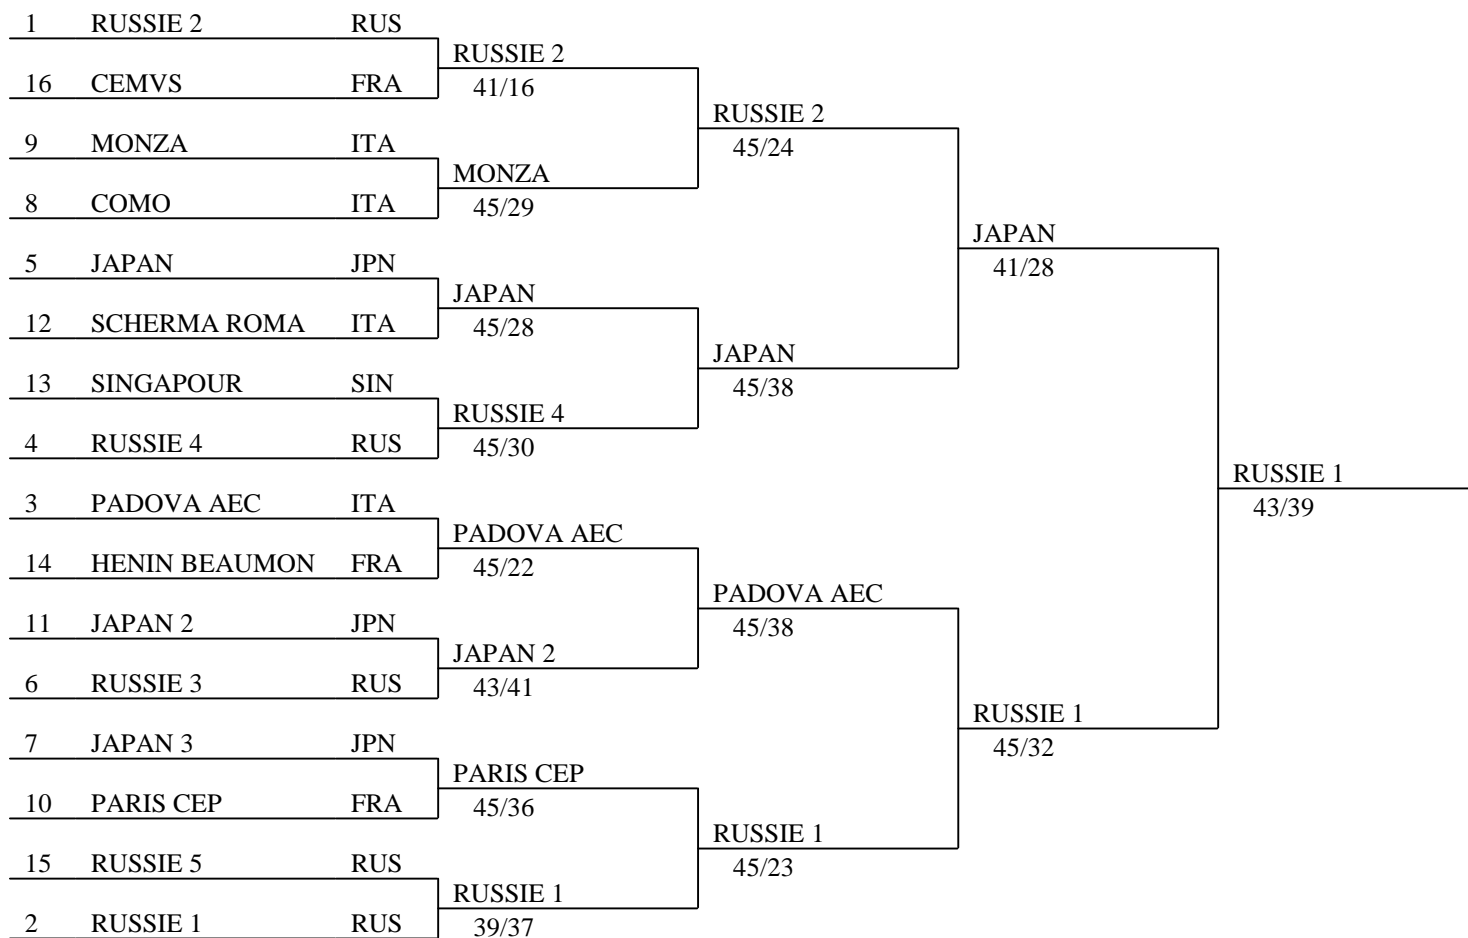 1 RUSSIE 2 RUS
RUSSIE 2
16 CEMVS FRA 41/16
RUSSIE 2
9 MONZA ITA 45/24
MONZA
8 COMO ITA 45/29
JAPAN
5 JAPAN JPN 41/28
JAPAN
12 SCHERMA ROMA ITA 45/28
JAPAN
13 SINGAPOUR SIN 45/38
RUSSIE 4
4 RUSSIE 4 RUS 45/30
RUSSIE 1
3 PADOVA AEC ITA 43/39
PADOVA AEC
14 HENIN BEAUMON FRA 45/22
PADOVA AEC
11 JAPAN 2 JPN 45/38
JAPAN 2
6 RUSSIE 3 RUS 43/41
RUSSIE 1
7 JAPAN 3 JPN 45/32
PARIS CEP
10 PARIS CEP FRA 45/36
RUSSIE 1
15 RUSSIE 5 RUS 45/23
RUSSIE 1
2 RUSSIE 1 RUS 39/37